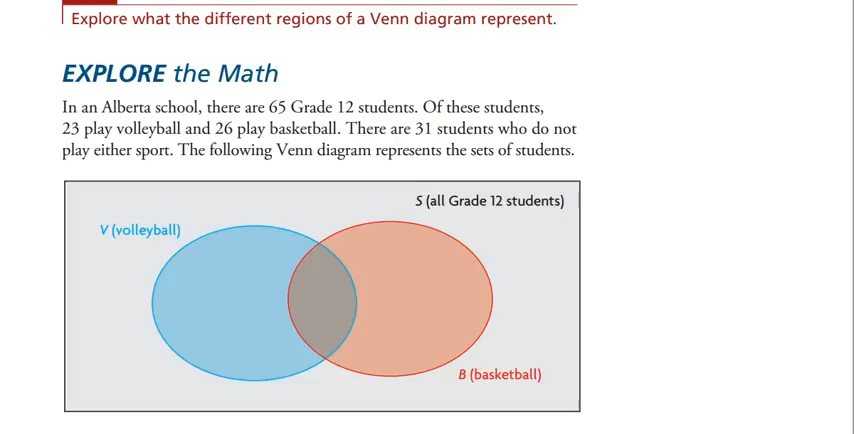 Explore what the different regions of a Venn diagram represent.
EXPLORE the Math
In an Alberta school, there are 65 Grade 12 students. Of these students,
23 play volleyball and 26 play basketball. There are 31 students who do not
play either sport. The following Venn diagram represents the sets of students.
S (all Grade 12 students)
V (volleyball)
B (basketball)